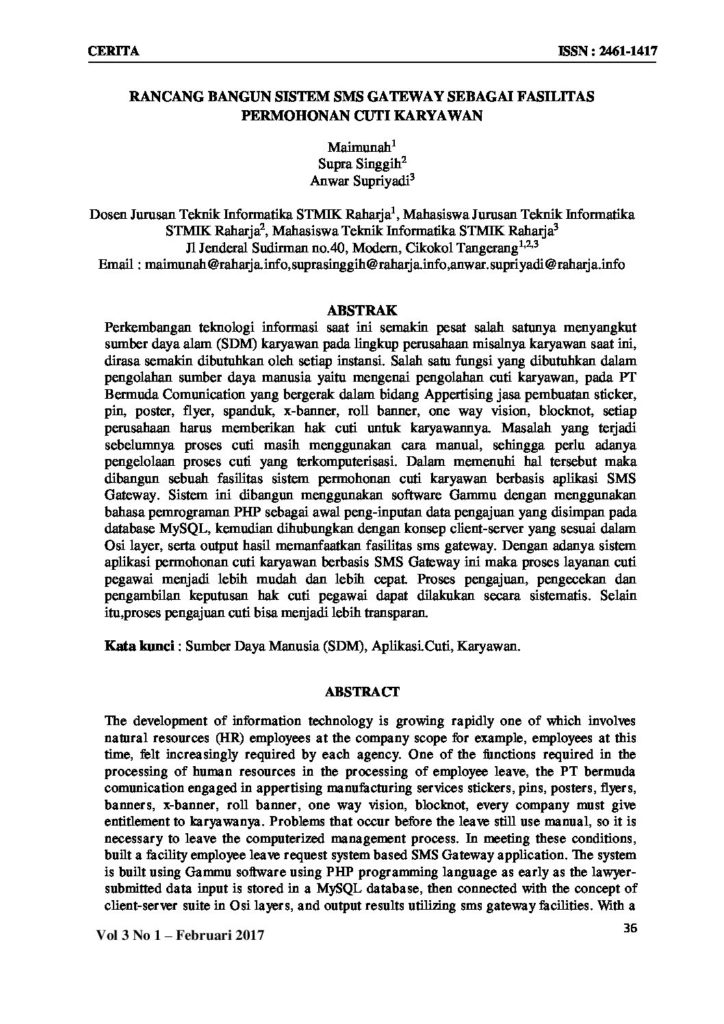 CERITA ISSN : 2461-1417
RANCANG BANGUN SISTEM SMS GATEWAY SEBAGAI FASILITAS
PERMOHONAN CUTI KARYAWAN
Maimunah1
Supra Singgih2
Anwar Supriyadi3
Dosen Jurusan Teknik Informatika STMIK Raharja1, Mahasiswa Jurusan Teknik Informatika
STMIK Raharja2, Mahasiswa Teknik Informatika STMIK Raharja3
Jl Jenderal Sudirman no.40, Modern, Cikokol Tangerang1,2,3
Email : maimunah@raharja.info,suprasinggih@raharja.info,anwar.supriyadi@raharja.info
ABSTRAK
Perkembangan teknologi informasi saat ini semakin pesat salah satunya menyangkut
sumber daya alam (SDM) karyawan pada lingkup perusahaan misalnya karyawan saat ini,
dirasa semakin dibutuhkan oleh setiap instansi. Salah satu fungsi yang dibutuhkan dalam
pengolahan sumber daya manusia yaitu mengenai pengolahan cuti karyawan, pada PT
Bermuda Comunication yang bergerak dalam bidang Appertising jasa pembuatan sticker,
pin, poster, flyer, spanduk, x-banner, roll banner, one way vision, blocknot, setiap
perusahaan harus memberikan hak cuti untuk karyawannya. Masalah yang terjadi
sebelumnya proses cuti masih menggunakan cara manual, sehingga perlu adanya
pengelolaan proses cuti yang terkomputerisasi. Dalam memenuhi hal tersebut maka
dibangun sebuah fasilitas sistem permohonan cuti karyawan berbasis aplikasi SMS
Gateway. Sistem ini dibangun menggunakan software Gammu dengan menggunakan
bahasa pemrograman PHP sebagai awal peng-inputan data pengajuan yang disimpan pada
database MySQL, kemudian dihubungkan dengan konsep client-server yang sesuai dalam
Osi layer, serta output hasil memanfaatkan fasilitas sms gateway. Dengan adanya sistem
aplikasi permohonan cuti karyawan berbasis SMS Gateway ini maka proses layanan cuti
pegawai menjadi lebih mudah dan lebih cepat. Proses pengajuan, pengecekan dan
pengambilan keputusan hak cuti pegawai dapat dilakukan secara sistematis. Selain
itu,proses pengajuan cuti bisa menjadi lebih transparan.
Kata kunci : Sumber Daya Manusia (SDM), Aplikasi.Cuti, Karyawan.
ABSTRACT
The development of information technology is growing rapidly one of which involves
natural resources (HR) employees at the company scope for example, employees at this
time, felt increasingly required by each agency. One of the functions required in the
processing of human resources in the processing of employee leave, the PT bermuda
comunication engaged in appertising manufacturing services stickers, pins, posters, flyers,
banners, x-banner, roll banner, one way vision, blocknot, every company must give
entitlement to karyawanya. Problems that occur before the leave still use manual, so it is
necessary to leave the computerized management process. In meeting these conditions,
built a facility employee leave request system based SMS Gateway application. The system
is built using Gammu software using PHP programming language as early as the lawyer-
submitted data input is stored in a MySQL database, then connected with the concept of
client-server suite in Osi layers, and output results utilizing sms gateway facilities. With a
Vol 3 No 1 – Februari 2017 36